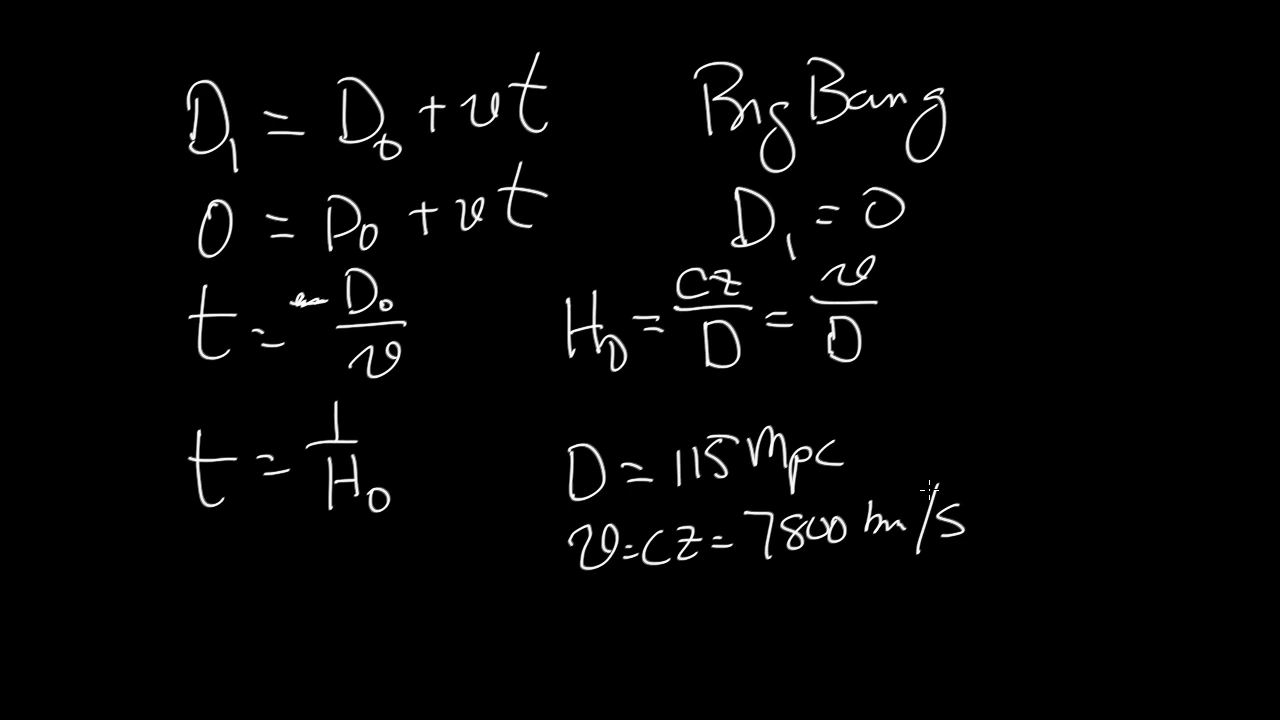 D₁ = D₀ + vt
Big Bang
0 = D₀ + vt
D₁ = 0
t = - D₀/v
H₀ = cz/D = v/D
t = 1/H₀
D = 115 Mpc
v = cz = 7800 km/s